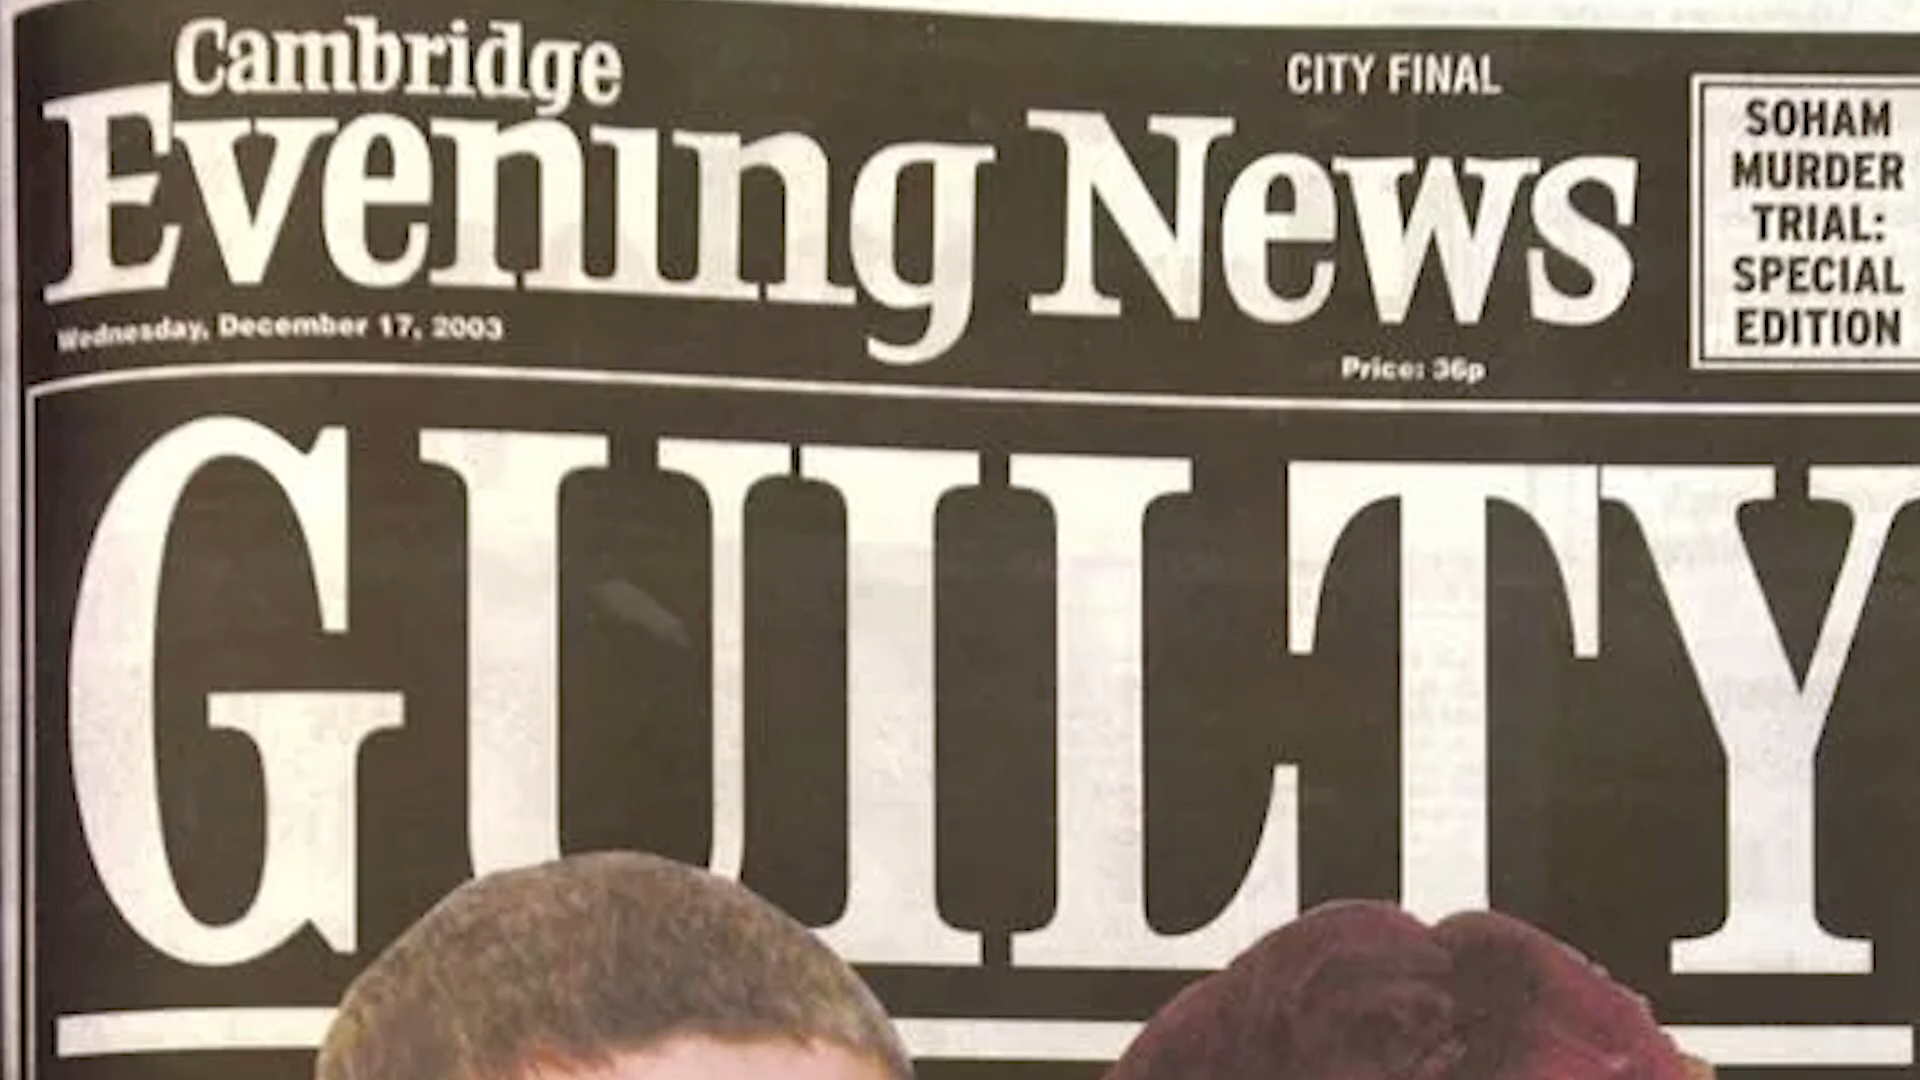 Cambridge
Evening News
CITY FINAL
Wednesday, December 17, 2003
Price: 36p
SOHAM
MURDER
TRIAL:
SPECIAL
EDITION
GUILTY